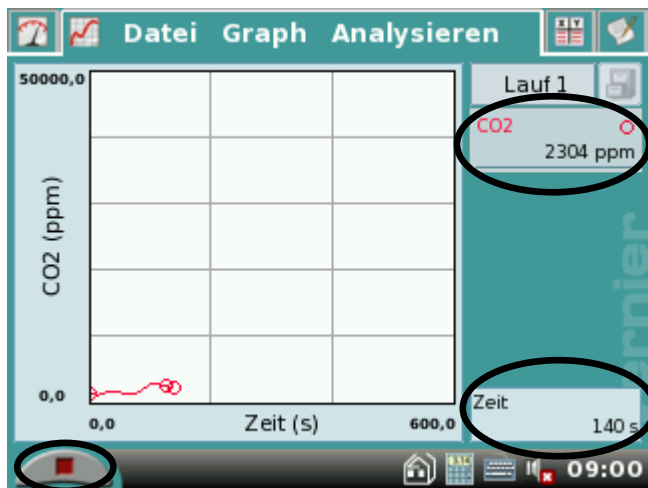 Datei Graph Analysieren
X Y
50000,0
CO2 (ppm)
0,0
0,0
Zeit (s)
600,0
Lauf 1
CO2
2304 ppm
ernier
Zeit
140 s
09:00